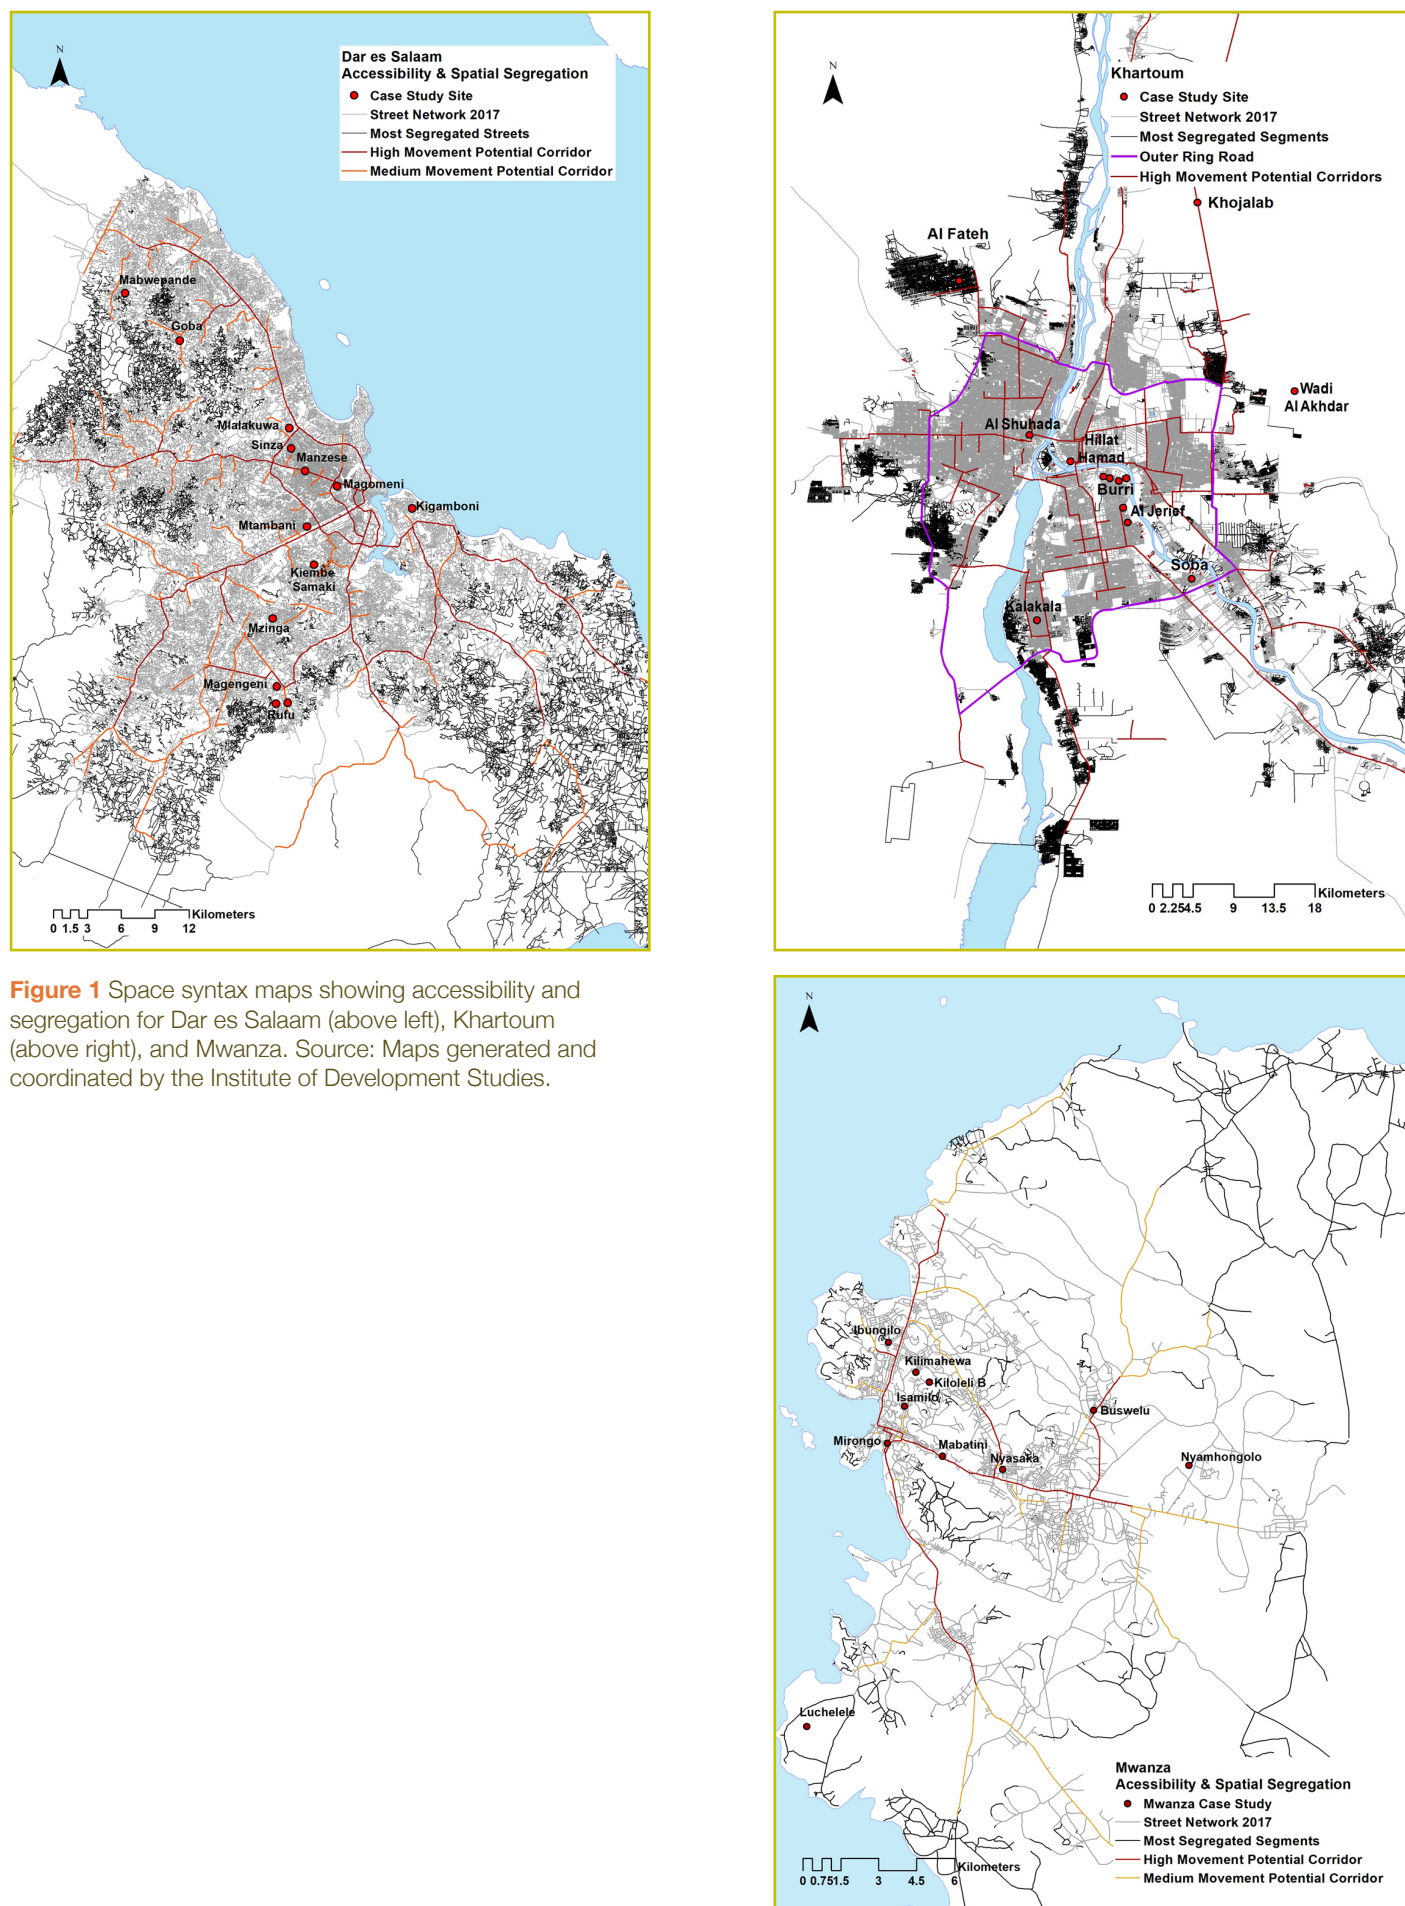 N
Dar es Salaam
Accessibility & Spatial Segregation
Case Study Site
Street Network 2017
Most Segregated Streets
High Movement Potential Corridor
Medium Movement Potential Corridor
Mabwepande
Goba
Mlalakuwa
Sinza
Manzese
Magomeni
Kigamboni
Mtambani
Kiembe
Samaki
Mzinga
Magengeni
Rufu
Kilometers
0 1.5 3 6 9 12
N
Khartoum
Case Study Site
Street Network 2017
Most Segregated Segments
Outer Ring Road
High Movement Potential Corridors
Khojalab
Al Fateh
Wadi
Al Akhdar
Al Shuhada
Hillat
Hamad
Burri
Al Jerief
Soba
Kalakala
Kilometers
0 2.25 4.5 9 13.5 18
Figure 1 Space syntax maps showing accessibility and
segregation for Dar es Salaam (above left), Khartoum
(above right), and Mwanza. Source: Maps generated and
coordinated by the Institute of Development Studies.
N
Ibungilo
Kilimahewa
Kiloleli B
Isamilo
Buswelu
Mirongo
Mabatini
Nyasaka
Nyamhongolo
Luchelele
Mwanza
Acessibility & Spatial Segregation
Mwanza Case Study
Street Network 2017
Most Segregated Segments
High Movement Potential Corridor
Medium Movement Potential Corridor
Kilometers
0 0.75 1.5 3 4.5 6